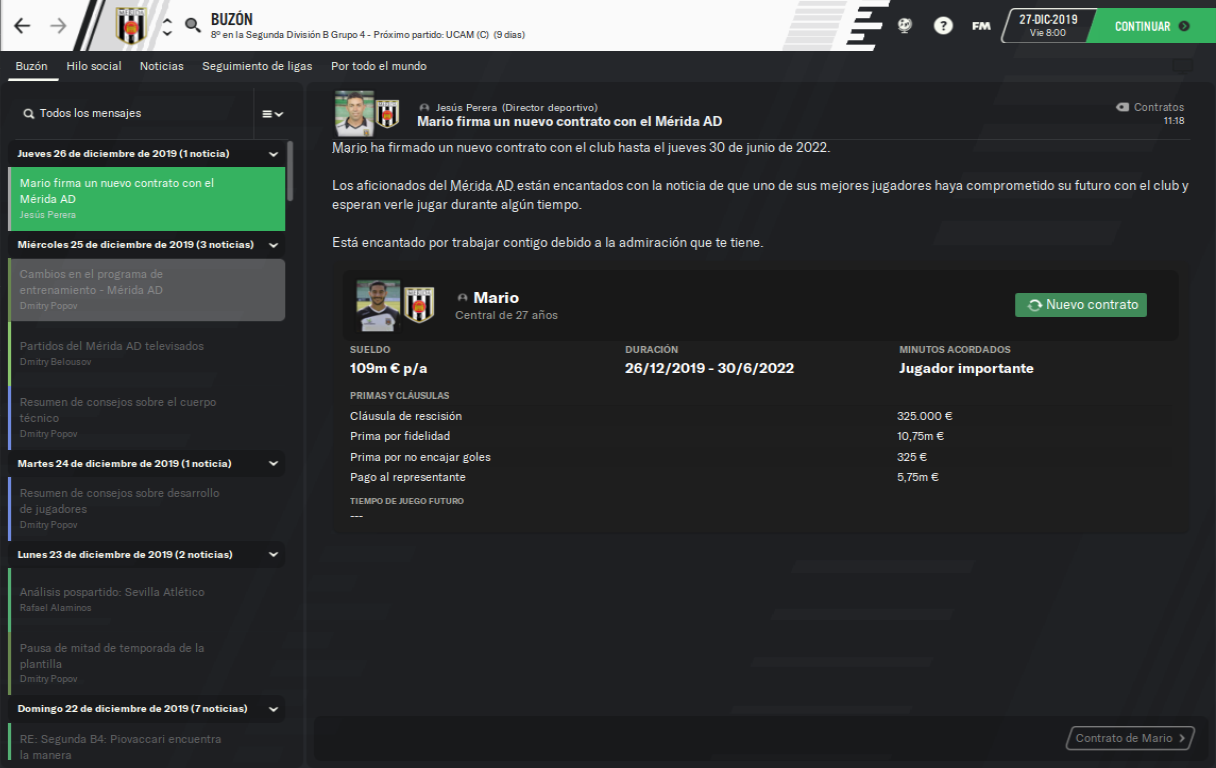 BUZÓN
8º en la Segunda División B Grupo 4 - Próximo partido: UCAM (C) (9 días)
?
FM
27-DIC-2019
Vie 8:00
CONTINUAR
Buzón Hilo social Noticias Seguimiento de ligas Por todo el mundo
Todos los mensajes
Jueves 26 de diciembre de 2019 (1 noticia)
Mario firma un nuevo contrato con el
Mérida AD
Jesús Perera
Miércoles 25 de diciembre de 2019 (3 noticias)
Cambios en el programa de
entrenamiento - Mérida AD
Dmitry Popov
Partidos del Mérida AD televisados
Dmitry Belousov
Resumen de consejos sobre el cuerpo
técnico
Dmitry Popov
Martes 24 de diciembre de 2019 (1 noticia)
Resumen de consejos sobre desarrollo
de jugadores
Dmitry Popov
Lunes 23 de diciembre de 2019 (2 noticias)
Análisis pospartido: Sevilla Atlético
Rafael Alaminos
Pausa de mitad de temporada de la
plantilla
Dmitry Popov
Domingo 22 de diciembre de 2019 (7 noticias)
RE: Segunda B4: Piovaccari encuentra
la manera
Jesús Perera (Director deportivo)
Mario firma un nuevo contrato con el Mérida AD
Contratos
11:18
Mario ha firmado un nuevo contrato con el club hasta el jueves 30 de junio de 2022.
Los aficionados del Mérida AD están encantados con la noticia de que uno de sus mejores jugadores haya comprometido su futuro con el club y
esperan verle jugar durante algún tiempo.
Está encantado por trabajar contigo debido a la admiración que te tiene.
Mario
Central de 27 años
Nuevo contrato
SUELDO DURACIÓN MINUTOS ACORDADOS
109m € p/a 26/12/2019 - 30/6/2022 Jugador importante
PRIMAS Y CLÁUSULAS
Cláusula de rescisión 325.000 €
Prima por fidelidad 10,75m €
Prima por no encajar goles 325 €
Pago al representante 5,75m €
TIEMPO DE JUEGO FUTURO
---
Contrato de Mario